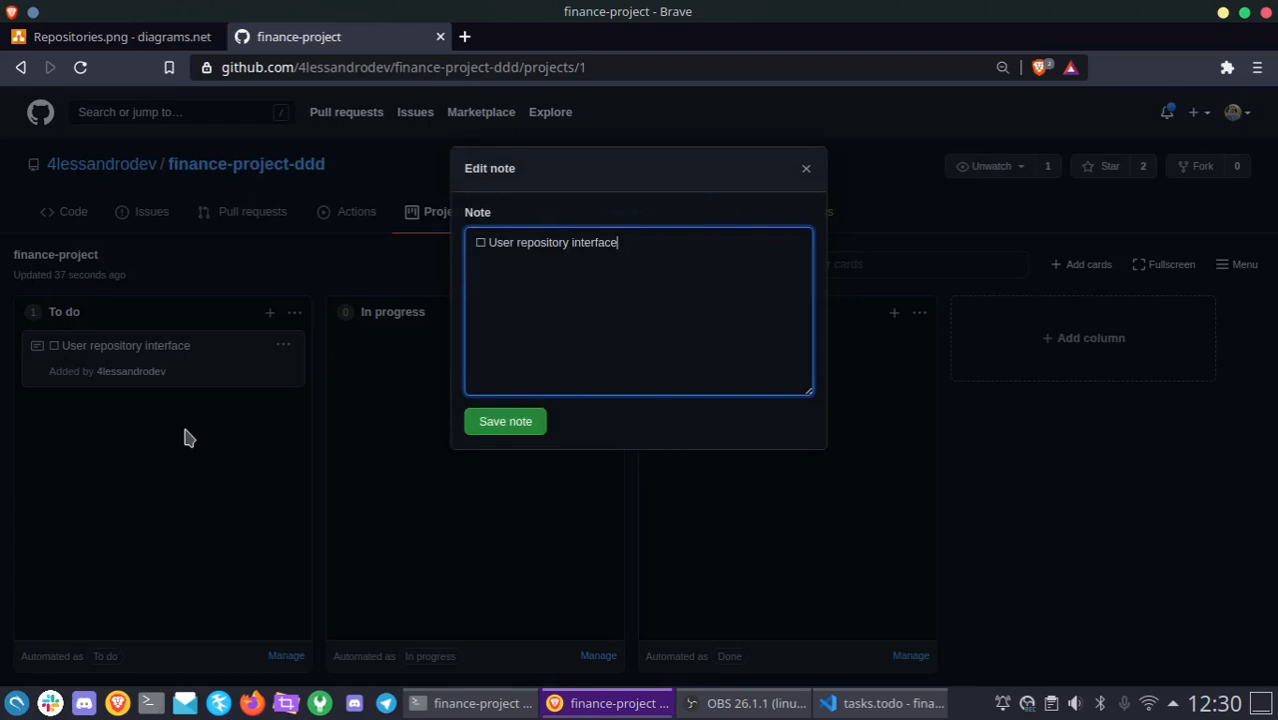 finance-project - Brave
Repositories.png - diagrams.net
finance-project
github.com/4lessandrodev/finance-project-ddd/projects/1
3
Search or jump to…
/
Pull requests
Issues
Marketplace
Explore
4lessandrodev / finance-project-ddd
Unwatch
1
Star
2
Fork
0
Code
Issues
Pull requests
Actions
finance-project
Updated 37 seconds ago
Add cards
Fullscreen
Menu
Edit note
Note
☐ User repository interface
Save note
1
To do
☐ User repository interface
Added by 4lessandrodev
0
In progress
Add column
Automated as
To do
Manage
Automated as
In progress
Manage
Automated as
Done
Manage
finance-project ...
finance-project ...
OBS 26.1.1 (linu...
tasks.todo - fina...
12:30